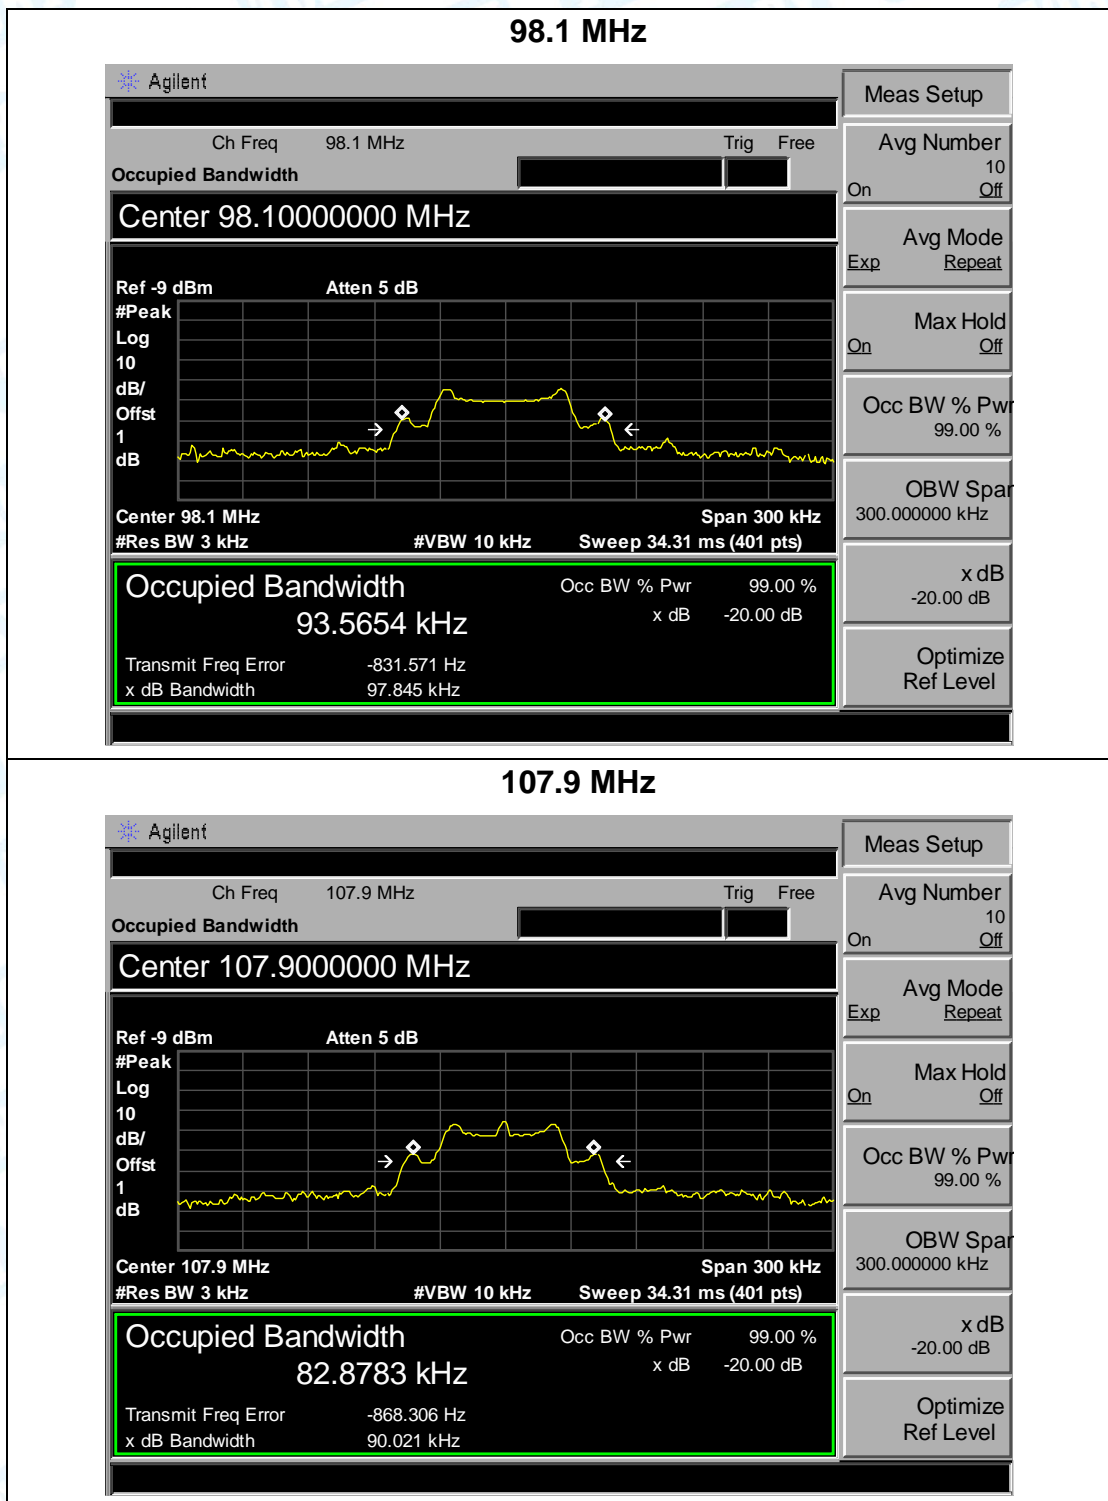 98.1 MHz
Agilent
Meas Setup
Ch Freq 98.1 MHz Trig Free
Occupied Bandwidth
Avg Number
10
On Off
Center 98.10000000 MHz
Avg Mode
Exp Repeat
Ref -9 dBm Atten 5 dB
#Peak
Log
10
dB/
Offst
1
dB
Max Hold
On Off
Occ BW % Pwr
99.00 %
Center 98.1 MHz Span 300 kHz
#Res BW 3 kHz #VBW 10 kHz Sweep 34.31 ms (401 pts)
OBW Span
300.000000 kHz
Occupied Bandwidth Occ BW % Pwr 99.00 %
93.5654 kHz x dB -20.00 dB
Transmit Freq Error -831.571 Hz
x dB Bandwidth 97.845 kHz
x dB
-20.00 dB
Optimize
Ref Level
107.9 MHz
Agilent
Meas Setup
Ch Freq 107.9 MHz Trig Free
Occupied Bandwidth
Avg Number
10
On Off
Center 107.9000000 MHz
Avg Mode
Exp Repeat
Ref -9 dBm Atten 5 dB
#Peak
Log
10
dB/
Offst
1
dB
Max Hold
On Off
Occ BW % Pwr
99.00 %
Center 107.9 MHz Span 300 kHz
#Res BW 3 kHz #VBW 10 kHz Sweep 34.31 ms (401 pts)
OBW Span
300.000000 kHz
Occupied Bandwidth Occ BW % Pwr 99.00 %
82.8783 kHz x dB -20.00 dB
Transmit Freq Error -868.306 Hz
x dB Bandwidth 90.021 kHz
x dB
-20.00 dB
Optimize
Ref Level